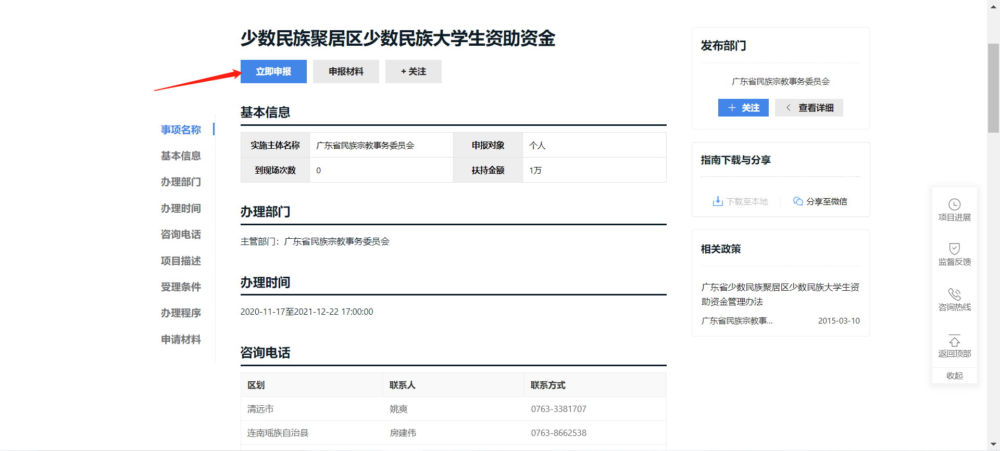 少数民族聚居区少数民族大学生资助资金
立即申报
申报材料
+ 关注
事项名称
基本信息
办理部门
办理时间
咨询电话
项目描述
受理条件
办理程序
申请材料
基本信息
实施主体名称 广东省民族宗教事务委员会 申报对象 个人
到现场次数 0 扶持金额 1万
办理部门
主管部门：广东省民族宗教事务委员会
办理时间
2020-11-17至2021-12-22 17:00:00
咨询电话
区划 联系人 联系方式
清远市 姚爽 0763-3381707
连南瑶族自治县 房建伟 0763-8662538
发布部门
广东省民族宗教事务委员会
关注
查看详细
指南下载与分享
下载至本地
分享至微信
相关政策
广东省少数民族聚居区少数民族大学生资
助资金管理办法
广东省民族宗教事... 2015-03-10
项目进展
监督反馈
咨询热线
返回顶部
收起